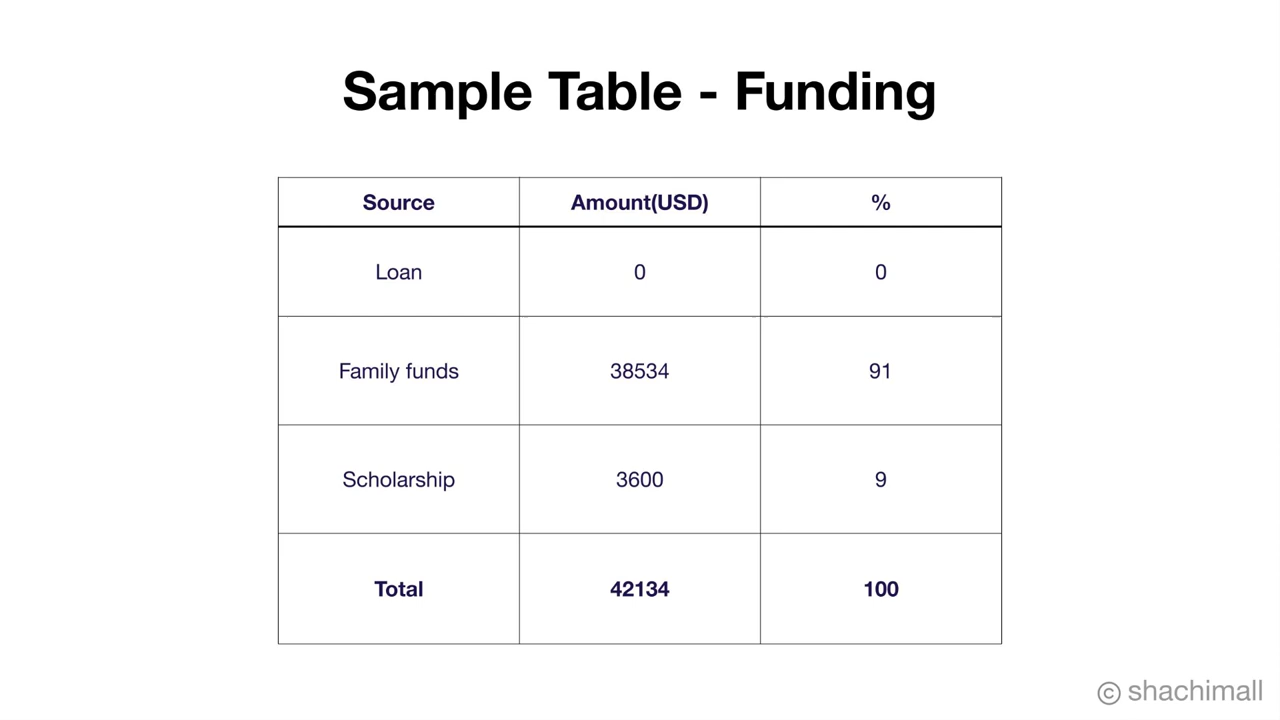 Sample Table - Funding
Source Amount(USD) %
Loan 0 0
Family funds 38534 91
Scholarship 3600 9
Total 42134 100
© shachimall